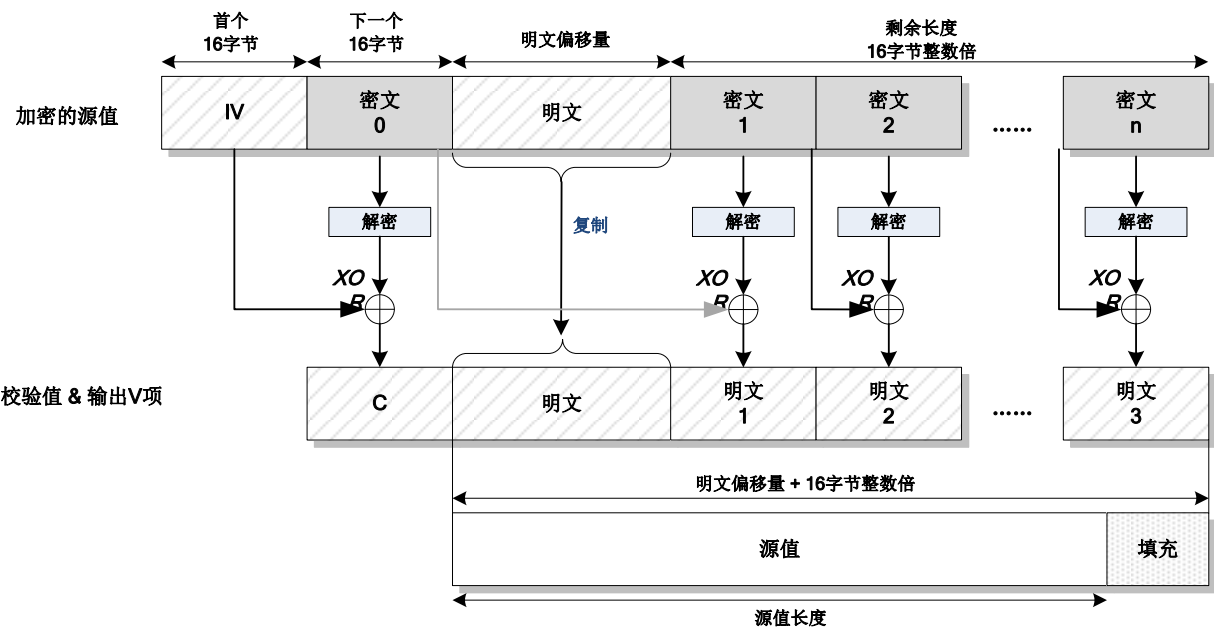 首个
16字节
下一个
16字节
明文偏移量
剩余长度
16字节整数倍
加密的源值
IV
密文
0
明文
密文
1
密文
2
......
密文
n
解密
复制
解密
解密
解密
XO
R
XO
R
XO
R
XO
R
校验值 & 输出V项
C
明文
明文
1
明文
2
......
明文
3
明文偏移量 + 16字节整数倍
源值
填充
源值长度